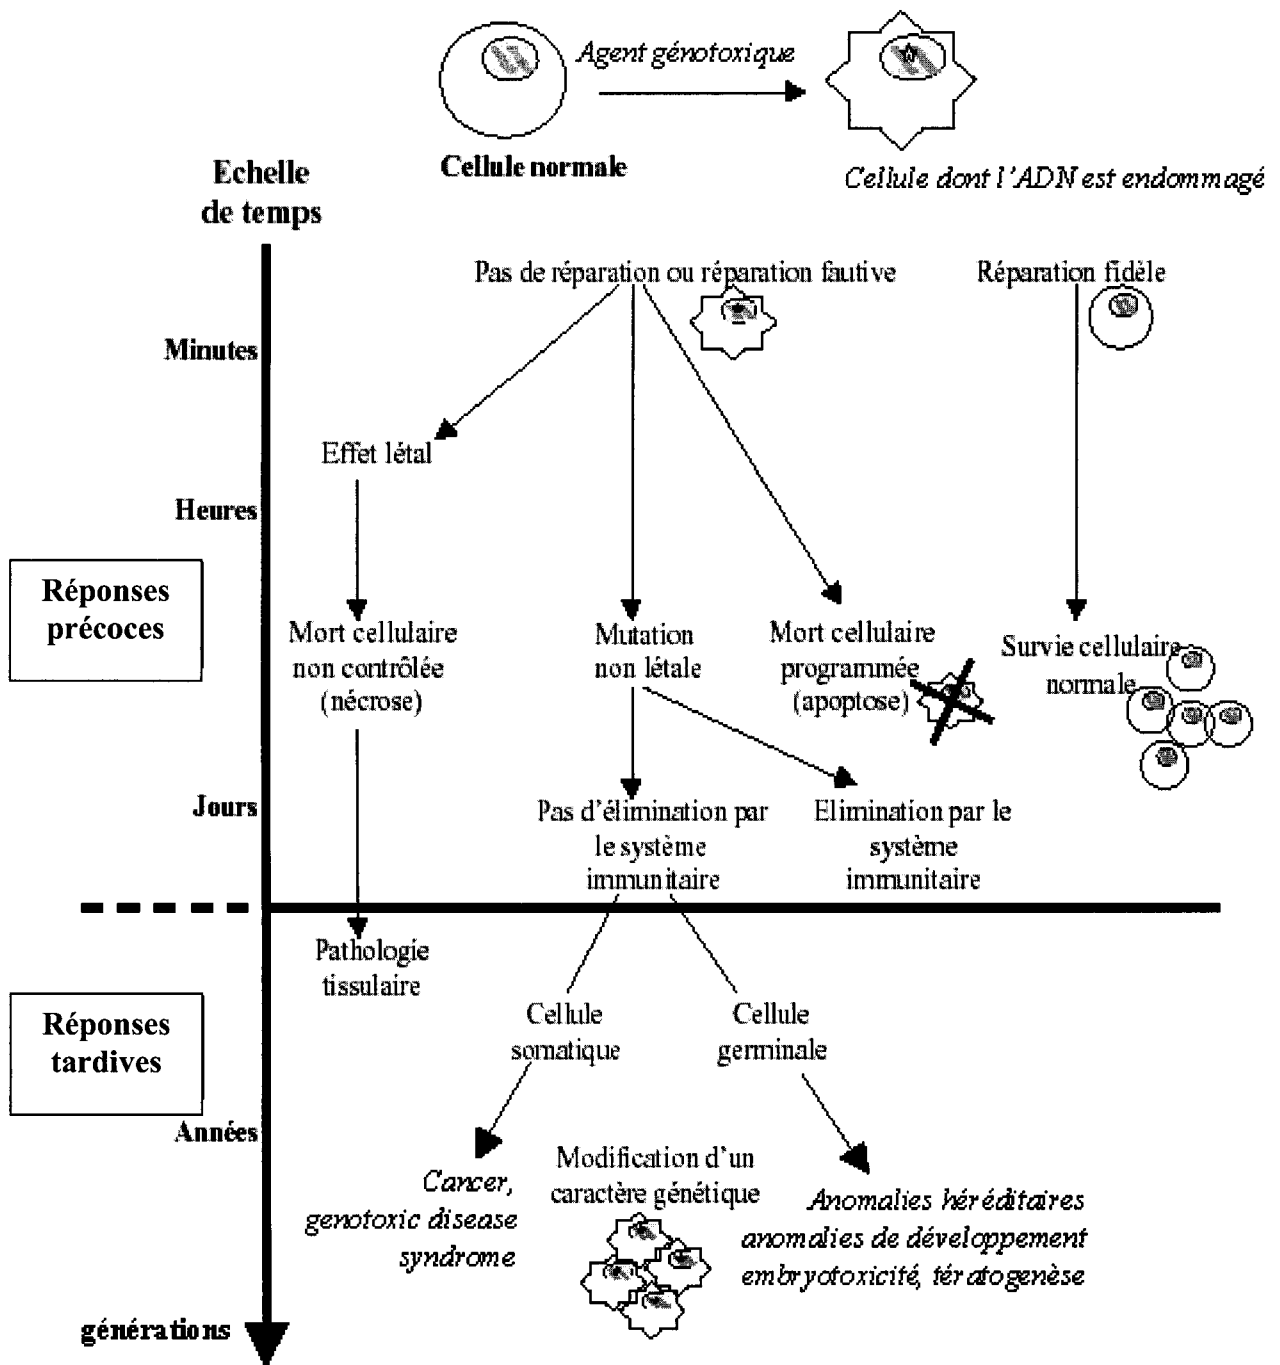 Agent génotoxique
Cellule normale
Cellule dont l'ADN est endommagé
Echelle
de temps
Pas de réparation ou réparation fautive
Réparation fidèle
Minutes
Effet létal
Heures
Réponses
précoces
Mort cellulaire
non contrôlée
(nécrose)
Mutation
non létale
Mort cellulaire
programmée
(apoptose)
Survie cellulaire
normale
Jours
Pas d'élimination par
le système
immunitaire
Elimination par le
système
immunitaire
Pathologie
tissulaire
Réponses
tardives
Cellule
somatique
Cellule
germinale
Années
Cancer,
genotoxic disease
syndrome
Modification d'un
caractère génétique
Anomalies héréditaires
anomalies de développement
embryotoxicité, tératogenèse
générations